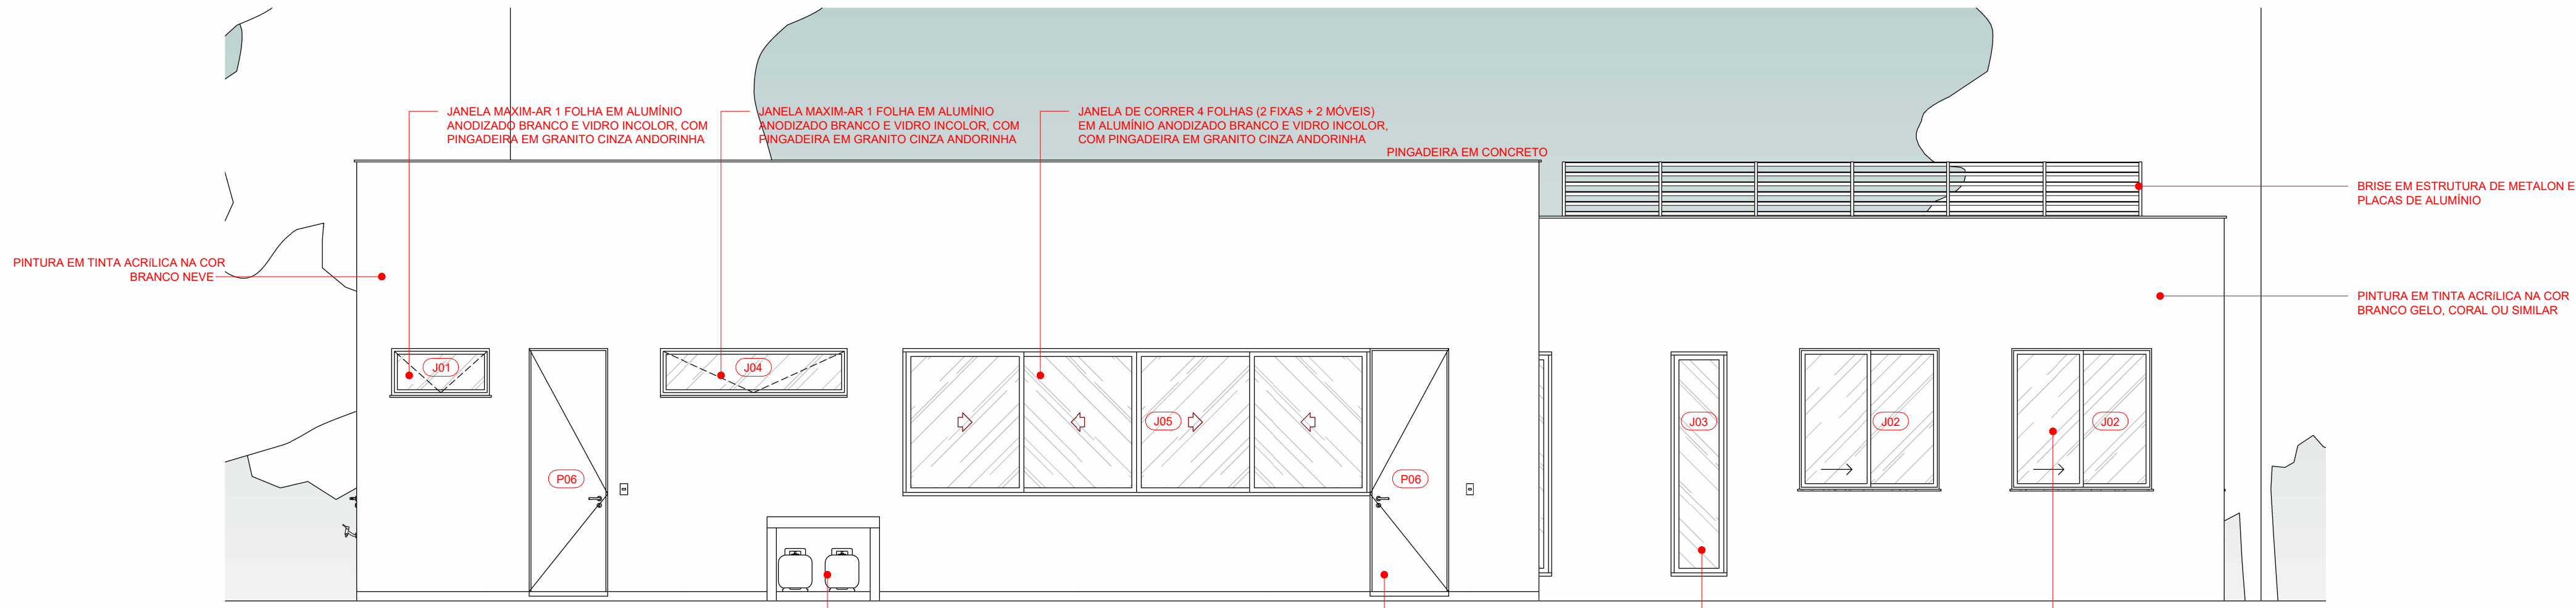 JANELA MAXIM-AR 1 FOLHA EM ALUMÍNIO
ANODIZADO BRANCO E VIDRO INCOLOR, COM
PINGADEIRA EM GRANITO CINZA ANDORINHA
JANELA MAXIM-AR 1 FOLHA EM ALUMÍNIO
ANODIZADO BRANCO E VIDRO INCOLOR, COM
PINGADEIRA EM GRANITO CINZA ANDORINHA
JANELA DE CORRER 4 FOLHAS (2 FIXAS + 2 MÓVEIS)
EM ALUMÍNIO ANODIZADO BRANCO E VIDRO INCOLOR,
COM PINGADEIRA EM GRANITO CINZA ANDORINHA
PINGADEIRA EM CONCRETO
BRISE EM ESTRUTURA DE METALON E
PLACAS DE ALUMÍNIO
PINTURA EM TINTA ACRíLICA NA COR
BRANCO NEVE
PINTURA EM TINTA ACRíLICA NA COR
BRANCO GELO, CORAL OU SIMILAR
J01
J04
J05
J03
J02
J02
P06
P06